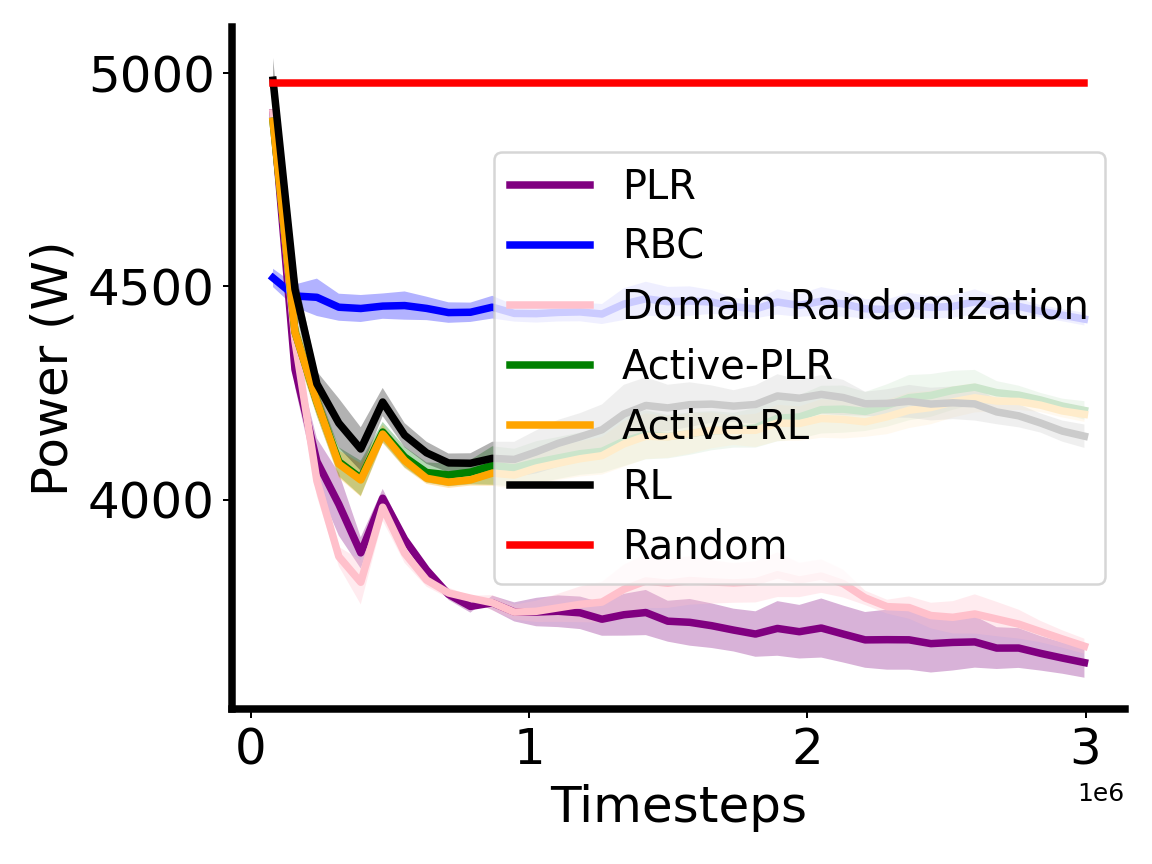 5000
4500
4000
Power (W)
PLR
RBC
Domain Randomization
Active-PLR
Active-RL
RL
Random
0 1 2 3
1e6
Timesteps